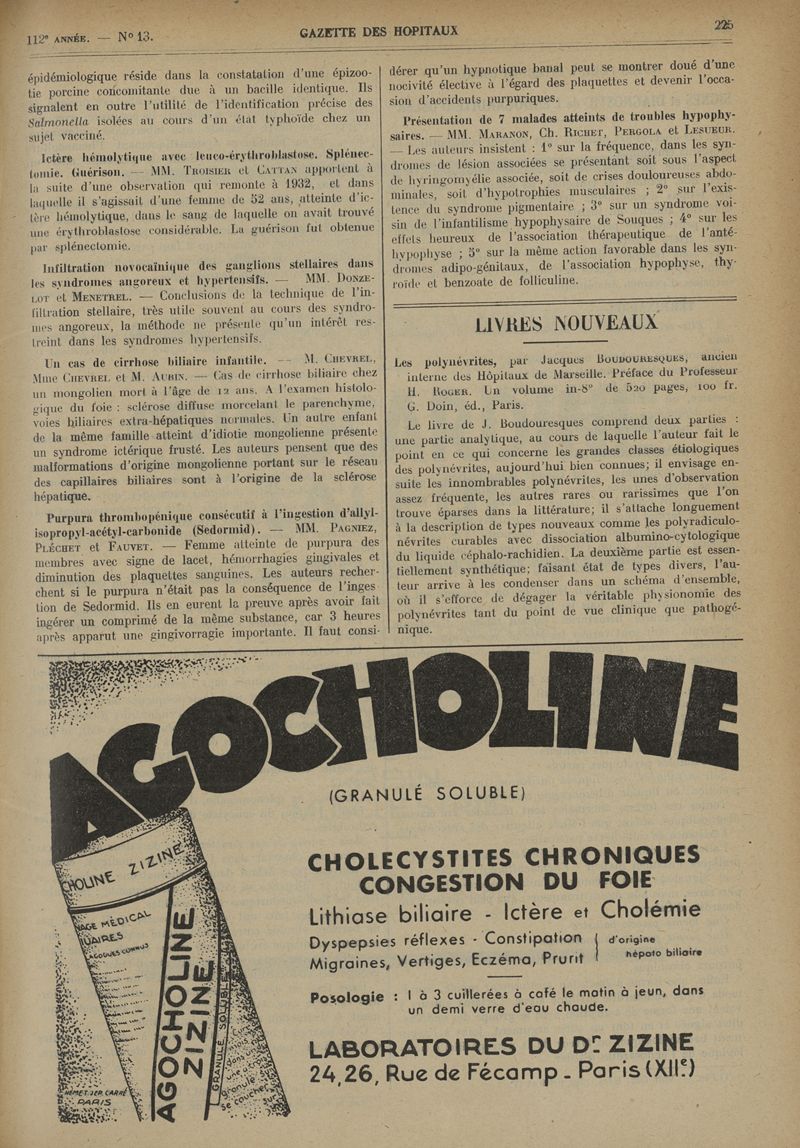 112e ANNÉE. — No 13.
GAZETTE DES HOPITAUX
225
épidémiologique réside dans la constatation d'une épizoo-
tie porcine concomitante due à un bacille identique. Ils
signalent en outre l'utilité de l'identification précise des
Salmonella isolées au cours d'un état typhoïde chez un
sujet vacciné.
Ictère hémolytique avec leuco-érythroblastose. Splénec-
tomie. Guérison. — MM. TROISIER et CATTAN apportent à
la suite d'une observation qui remonte à 1932, et dans
laquelle il s'agissait d'une femme de 52 ans, atteinte d'ic-
tère hémolytique, dans le sang de laquelle on avait trouvé
une érythroblastose considérable. La guérison fut obtenue
par splénectomie.
Infiltration novocaïnique des ganglions stellaires dans
les syndromes angoreux et hypertensifs. — MM. DONZE-
LOT et MENETREL. — Conclusions de la technique de l'in-
filtration stellaire, très utile souvent au cours des syndro-
mes angoreux, la méthode ne présente qu'un intérêt res-
treint dans les syndromes hypertensifs.
Un cas de cirrhose biliaire infantile. — M. CHEVREL,
Mme CHEVREL et M. AUBIN. — Cas de cirrhose biliaire chez
un mongolien mort à l'âge de 12 ans. A l'examen histolo-
gique du foie : sclérose diffuse morcelant le parenchyme,
voies biliaires extra-hépatiques normales. Un autre enfant
de la même famille atteint d'idiotie mongolienne présente
un syndrome ictérique frusté. Les auteurs pensent que des
malformations d'origine mongolienne portant sur le réseau
des capillaires biliaires sont à l'origine de la sclérose
hépatique.
Purpura thrombopénique consécutif à l'ingestion d'allyl-
isopropyl-acétyl-carbonide (Sedormid). — MM. PAGNIEZ,
PLÉCHET et FAUVET. — Femme atteinte de purpura des
membres avec signe de lacet, hémorrhagies gingivales et
diminution des plaquettes sanguines. Les auteurs recher-
chent si le purpura n'était pas la conséquence de l'inges
tion de Sedormid. Ils en eurent la preuve après avoir fait
ingérer un comprimé de la même substance, car 3 heures
après apparut une gingivorragie importante. Il faut consi-
dérer qu'un hypnotique banal peut se montrer doué d'une
nocivité élective à l'égard des plaquettes et devenir l'occa-
sion d'accidents purpuriques.
Présentation de 7 malades atteints de troubles hypophy-
saires. — MM. MARANON, Ch. RICHET, PERGOLA et LESUEUR.
— Les auteurs insistent : 1° sur la fréquence, dans les syn-
dromes de lésion associées se présentant soit sous l'aspect
de hyringomyélie associée, soit de crises douloureuses abdo-
minales, soit d'hypotrophies musculaires ; 2° sur l'exis-
tence du syndrome pigmentaire ; 3° sur un syndrome voi-
sin de l'infantilisme hypophysaire de Souques ; 4° sur les
effets heureux de l'association thérapeutique de l'anté-
hypophyse ; 5° sur la même action favorable dans les syn-
dromes adipo-génitaux, de l'association hypophyse, thy-
roïde et benzoate de folliculine.
LIVRES NOUVEAUX
Les polynévrites, par Jacques BOUDOURESQUES, ancien
interne des Hôpitaux de Marseille. Préface du Professeur
H. ROGER. Un volume in-8° de 520 pages, 100 fr.
G. Doin, éd., Paris.
Le livre de J. Boudouresques comprend deux parties :
une partie analytique, au cours de laquelle l'auteur fait le
point en ce qui concerne les grandes classes étiologiques
des polynévrites, aujourd'hui bien connues; il envisage en-
suite les innombrables polynévrites, les unes d'observation
assez fréquente, les autres rares ou rarissimes que l'on
trouve éparses dans la littérature; il s'attache longuement
à la description de types nouveaux comme les polyradiculo-
névrites curables avec dissociation albumino-cytologique
du liquide céphalo-rachidien. La deuxième partie est essen-
tiellement synthétique; faisant état de types divers, l'au-
teur arrive à les condenser dans un schéma d'ensemble,
où il s'efforce de dégager la véritable physionomie des
polynévrites tant du point de vue clinique que pathogé-
nique.
AGOCHOLINE
(GRANULÉ SOLUBLE)
CHOLECYSTITES CHRONIQUES
CONGESTION DU FOIE
Lithiase biliaire - Ictère et Cholémie
Dyspepsies réflexes - Constipation
Migraines, Vertiges, Eczéma, Prurit
d'origine
hépato biliaire
Posologie : 1 à 3 cuillerées à café le matin à jeun, dans
un demi verre d'eau chaude.
LABORATOIRES DU Dr ZIZINE
24,26, Rue de Fécamp - Paris (XIIe)
CHOLINE ZIZINE
AGE MÉDICAL
IAIRES
AGOGUES CONNUS
AGOCHOLINE
ZIZINE
GRANULÉ SOLUBLE
PARIS